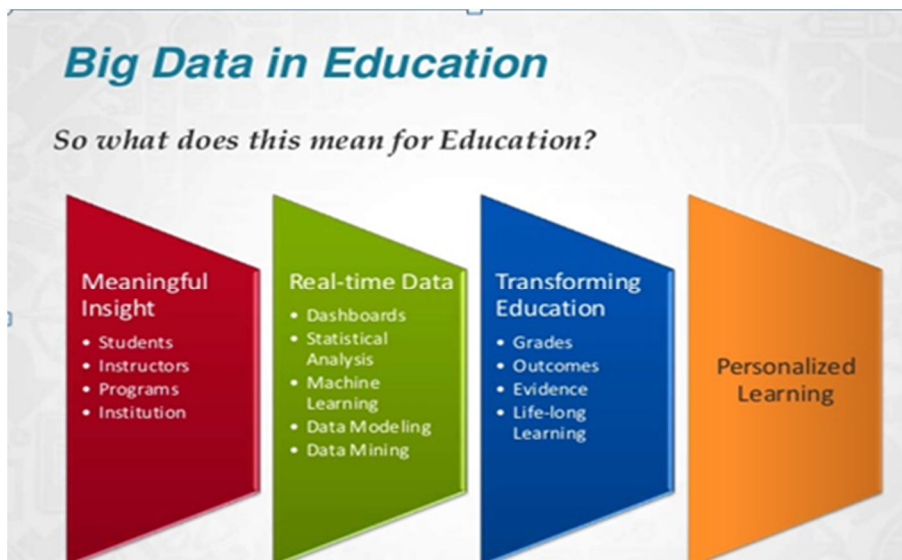 Big Data in Education
So what does this mean for Education?
Meaningful
Insight
• Students
• Instructors
• Programs
• Institution
Real-time Data
• Dashboards
• Statistical
Analysis
• Machine
Learning
• Data Modeling
• Data Mining
Transforming
Education
• Grades
• Outcomes
• Evidence
• Life-long
Learning
Personalized
Learning